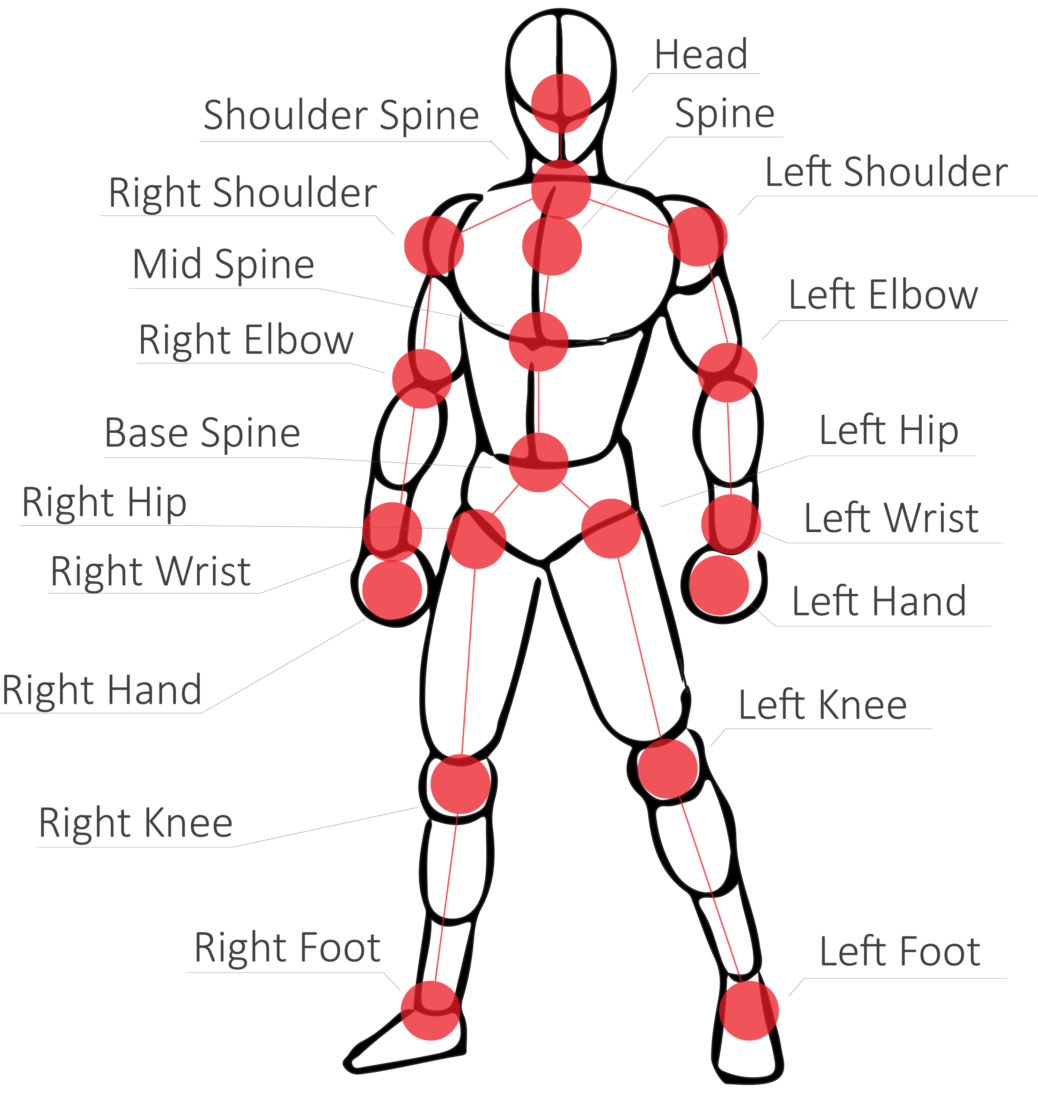 Head
Shoulder Spine
Spine
Left Shoulder
Right Shoulder
Mid Spine
Left Elbow
Right Elbow
Base Spine
Left Hip
Right Hip
Left Wrist
Right Wrist
Left Hand
Right Hand
Left Knee
Right Knee
Right Foot
Left Foot